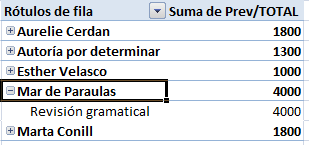 Rótulos de fila Suma de Prev/TOTAL
Aurelie Cerdan 1800
Autoría por determinar 1300
Esther Velasco 1000
Mar de Paraulas 4000
Revisión gramatical 4000
Marta Conill 1800